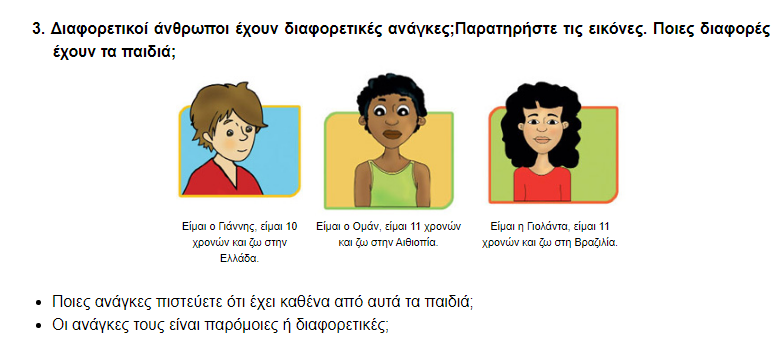 3. Διαφορετικοί άνθρωποι έχουν διαφορετικές ανάγκες;Παρατηρήστε τις εικόνες. Ποιες διαφορές
έχουν τα παιδιά;
Είμαι ο Γιάννης, είμαι 10
χρονών και ζω στην
Ελλάδα.
Είμαι ο Ομάν, είμαι 11 χρονών
και ζω στην Αιθιοπία.
Είμαι η Γιολάντα, είμαι 11
χρονών και ζω στη Βραζιλία.
• Ποιες ανάγκες πιστεύετε ότι έχει καθένα από αυτά τα παιδιά;
• Οι ανάγκες τους είναι παρόμοιες ή διαφορετικές;